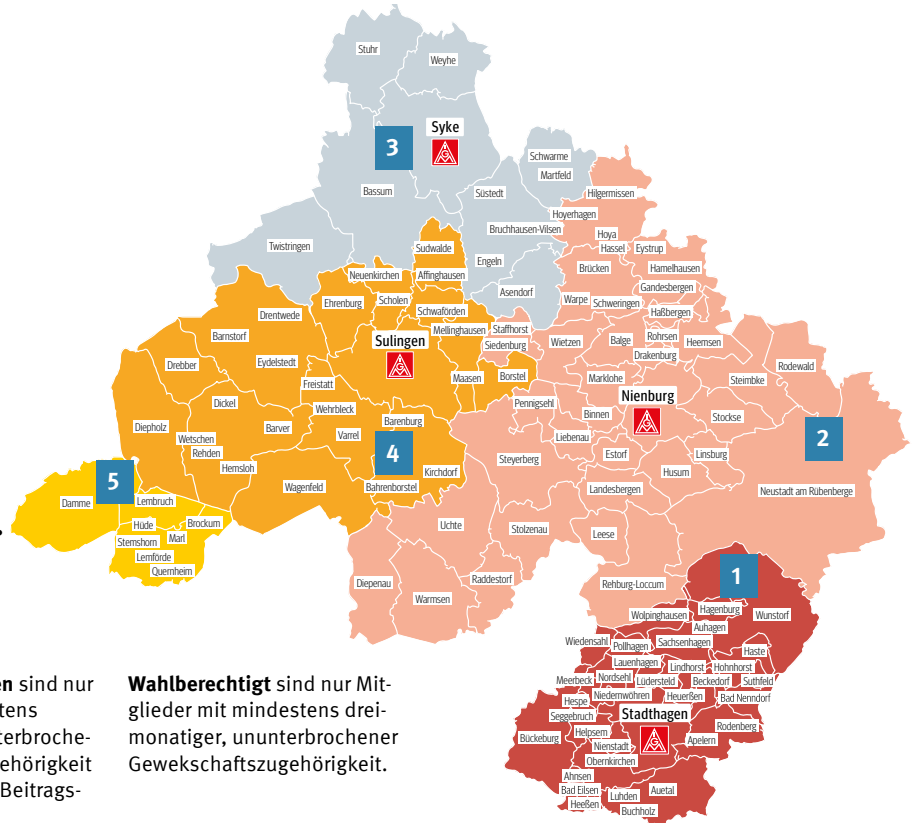 Stuhr
Weyhe
Syke
3
Schwarme
Martfeld
Bassum
Süstedt
Hilgermissen
Hoyerhagen
Bruchhausen-Vilsen
Hoya
Twistringen
Sudwalde
Hassel
Eystrup
Engeln
Neuenkirchen
Affinghausen
Brücken
Hamelhausen
Asendorf
Gandesbergen
Ehrenburg
Scholen
Warpe
Schweringen
Drentwede
Schwaförden
Haßbergen
Barnstorf
Mellinghausen
Staffhorst
Sulingen
Siedenburg
Wietzen
Balge
Rohrsen
Heemsen
Drakenburg
Drebber
Eydelstedt
Rodewald
Maasen
Borstel
Marklohe
Steimbke
Freistatt
Nienburg
Dickel
Wehrbleck
Pennigsehl
Binnen
Stockse
Diepholz
Barver
Barenburg
Varrel
Liebenau
2
Wetschen
4
Rehden
Estorf
Linsburg
Steyerberg
Hemsloh
Kirchdorf
Husum
5
Wagenfeld
Bahrenborstel
Landesbergen
Neustadt am Rübenberge
Damme
Lembruch
Hüde
Brockum
Uchte
Stolzenau
Leese
Stemshorn
Marl
Lemförde
Quernheim
Diepenau
Raddestorf
Rehburg-Loccum
1
Warmsen
Wolpinghausen
Hagenburg
Wunstorf
Auhagen
Wiedensahl
Pollhagen
Sachsenhagen
Haste
Lauenhagen
Lindhorst
Hohnhorst
Meerbeck
Nordsehl
Lüdersfeld
Beckedorf
Suthfeld
Niedernwöhren
Heuerßen
Bad Nenndorf
Hespe
Seggebruch
Stadthagen
Rodenberg
Bückeburg
Helpsem
Nienstadt
Apelern
Obernkirchen
Ahnsen
Bad Eilsen
Luhden
Auetal
Heeßen
Buchholz
en sind nur
tens
terbroche-
gehörigkeit
Beitrags-
Wahlberechtigt sind nur Mit-
glieder mit mindestens drei-
monatiger, ununterbrochener
Gewekschaftszugehörigkeit.